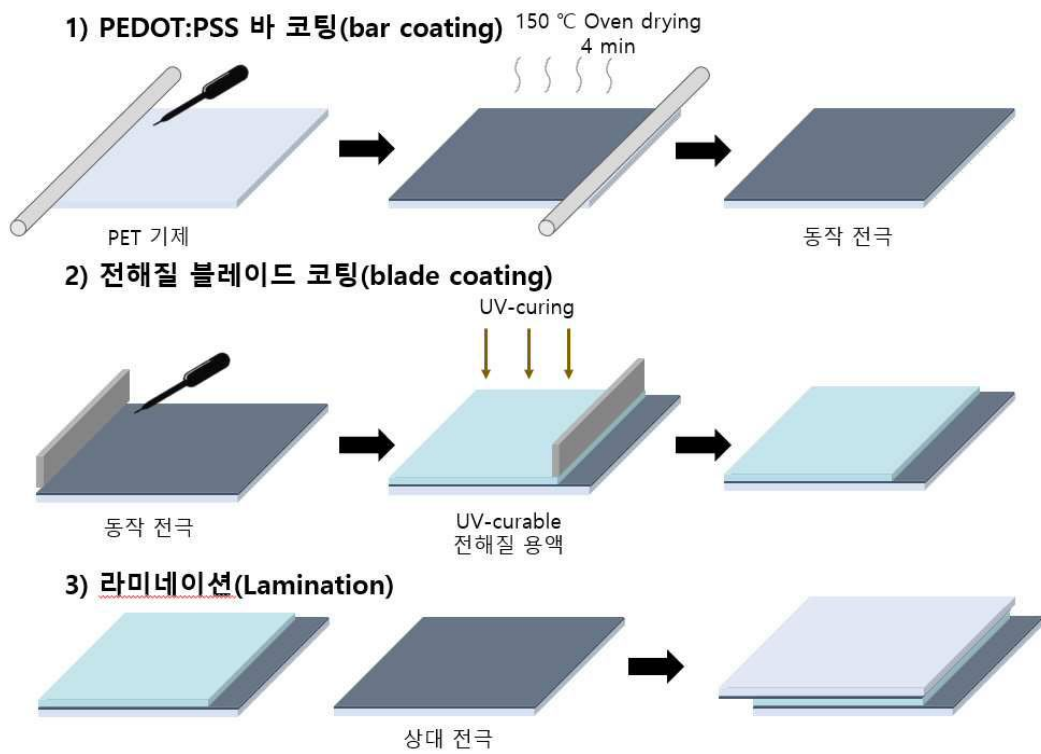 1) PEDOT:PSS 바 코팅(bar coating)
150 ℃ Oven drying
4 min
PET 기제
동작 전극
2) 전해질 블레이드 코팅(blade coating)
UV-curing
동작 전극
UV-curable
전해질 용액
3) 라미네이션(Lamination)
상대 전극